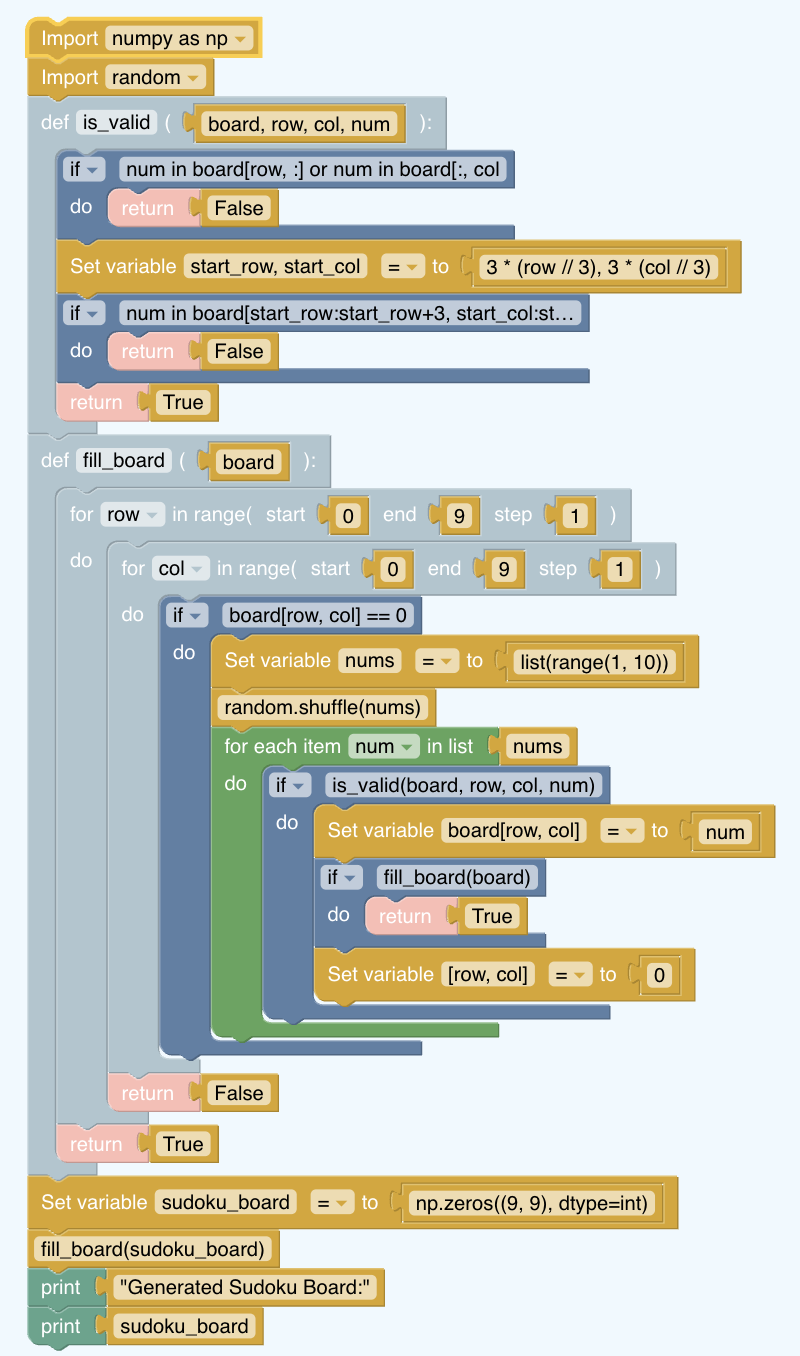 Import numpy as np
Import random
def is_valid ( board, row, col, num ):
if num in board[row, :] or num in board[:, col
do return False
Set variable start_row, start_col = to 3 * (row // 3), 3 * (col // 3)
if num in board[start_row:start_row+3, start_col:st…
do return False
return True
def fill_board ( board ):
for row in range( start 0 end 9 step 1 )
do for col in range( start 0 end 9 step 1 )
do if board[row, col] == 0
do Set variable nums = to list(range(1, 10))
random.shuffle(nums)
for each item num in list nums
do if is_valid(board, row, col, num)
do Set variable board[row, col] = to num
if fill_board(board)
do return True
Set variable [row, col] = to 0
return False
return True
Set variable sudoku_board = to np.zeros((9, 9), dtype=int)
fill_board(sudoku_board)
print "Generated Sudoku Board:"
print sudoku_board